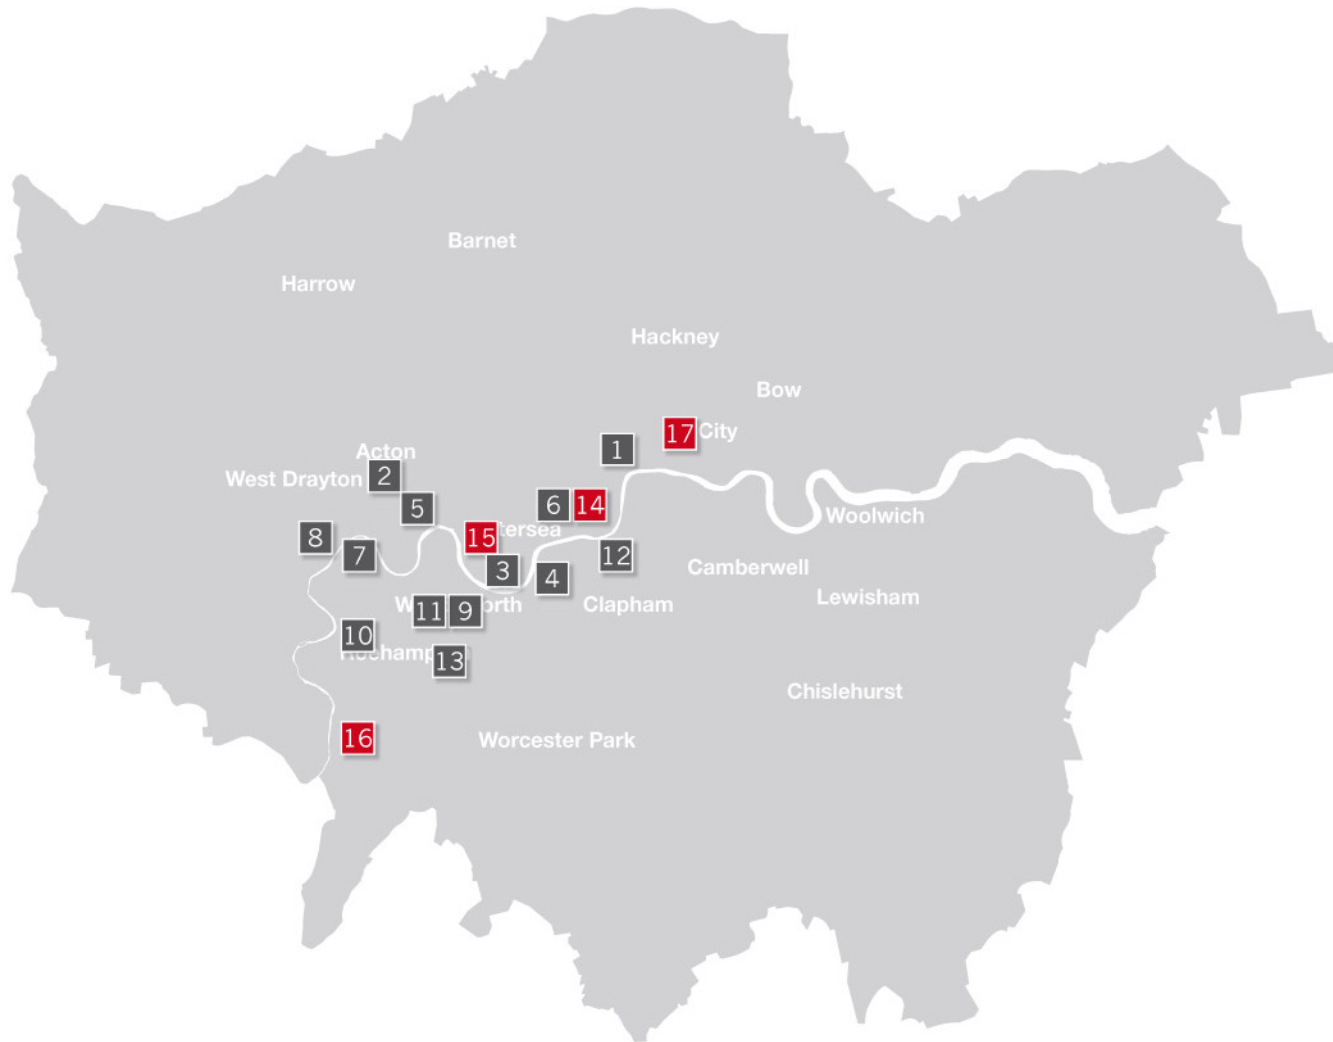 Barnet
Harrow
Hackney
Bow
17 City
1
Acton
West Drayton 2
5
6 14
Woolwich
15
8
7
3
12
4
Camberwell
Lewisham
11 9
Clapham
10
13
Chislehurst
16
Worcester Park